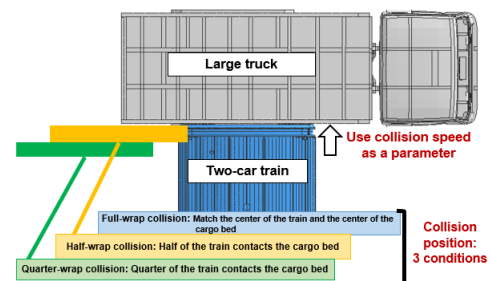 Large truck
Use collision speed
as a parameter
Two-car train
Full-wrap collision: Match the center of the train and the center of the
cargo bed
Half-wrap collision: Half of the train contacts the cargo bed
Quarter-wrap collision: Quarter of the train contacts the cargo bed
Collision
position:
3 conditions